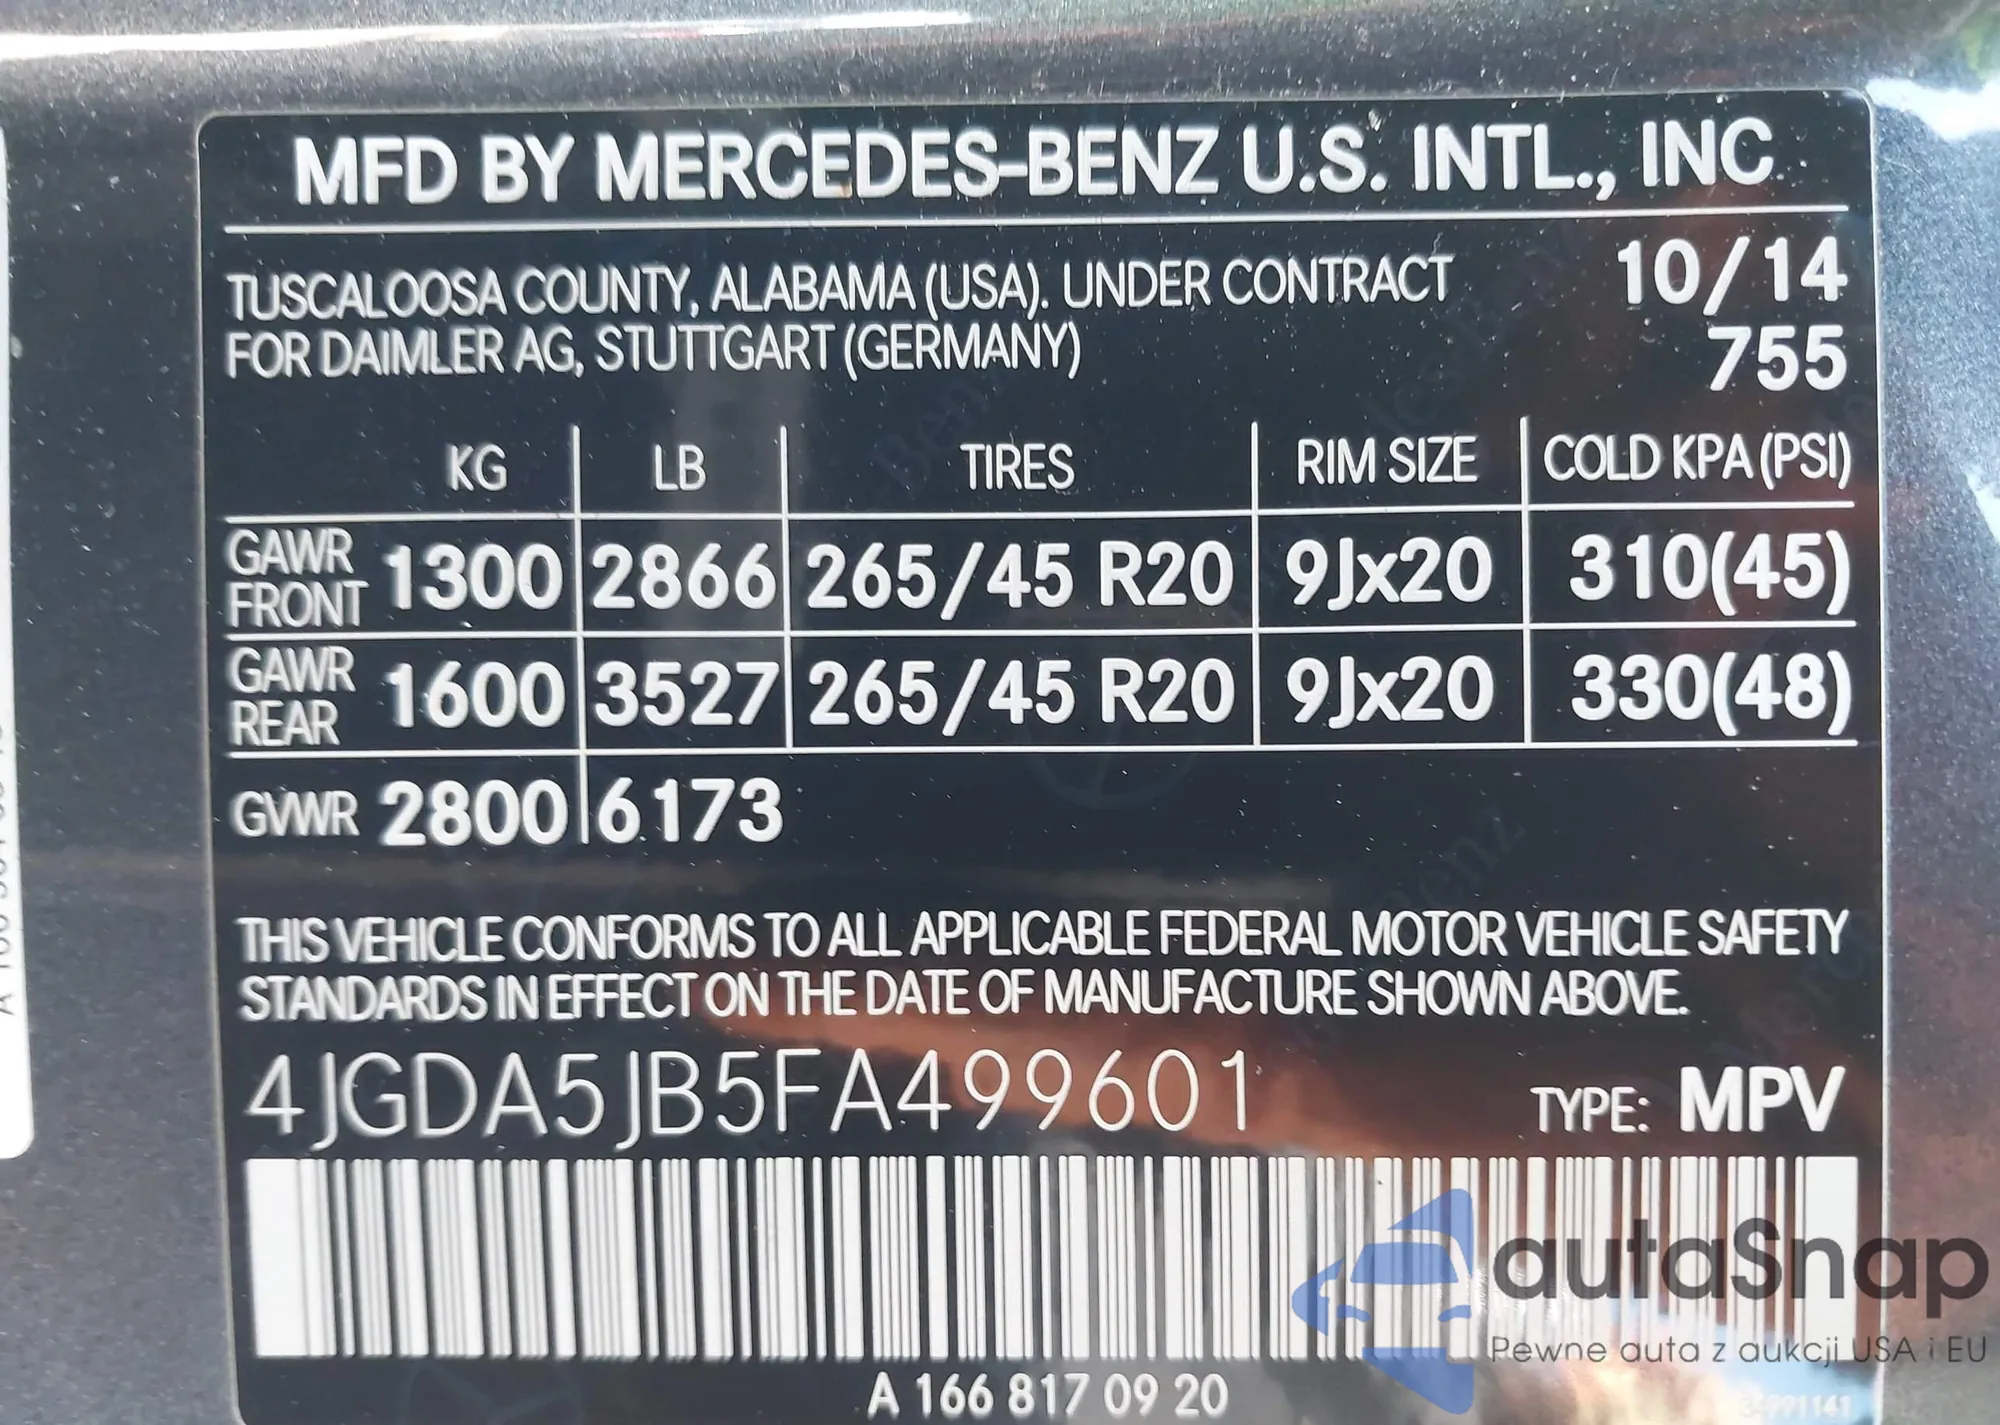 MFD BY MERCEDES-BENZ U.S. INTL., INC.
TUSCALOOSA COUNTY, ALABAMA (USA). UNDER CONTRACT
FOR DAIMLER AG, STUTTGART (GERMANY)
10/14
755
KG LB TIRES RIM SIZE COLD KPA (PSI)
GAWR FRONT 1300 2866 265/45 R20 9Jx20 310(45)
GAWR REAR 1600 3527 265/45 R20 9Jx20 330(48)
GVWR 2800 6173
THIS VEHICLE CONFORMS TO ALL APPLICABLE FEDERAL MOTOR VEHICLE SAFETY
STANDARDS IN EFFECT ON THE DATE OF MANUFACTURE SHOWN ABOVE.
4JGDA5JB5FA499601 TYPE: MPV
autaSnap
Pewne auta z aukcji USA i EU
A 166 817 09 20